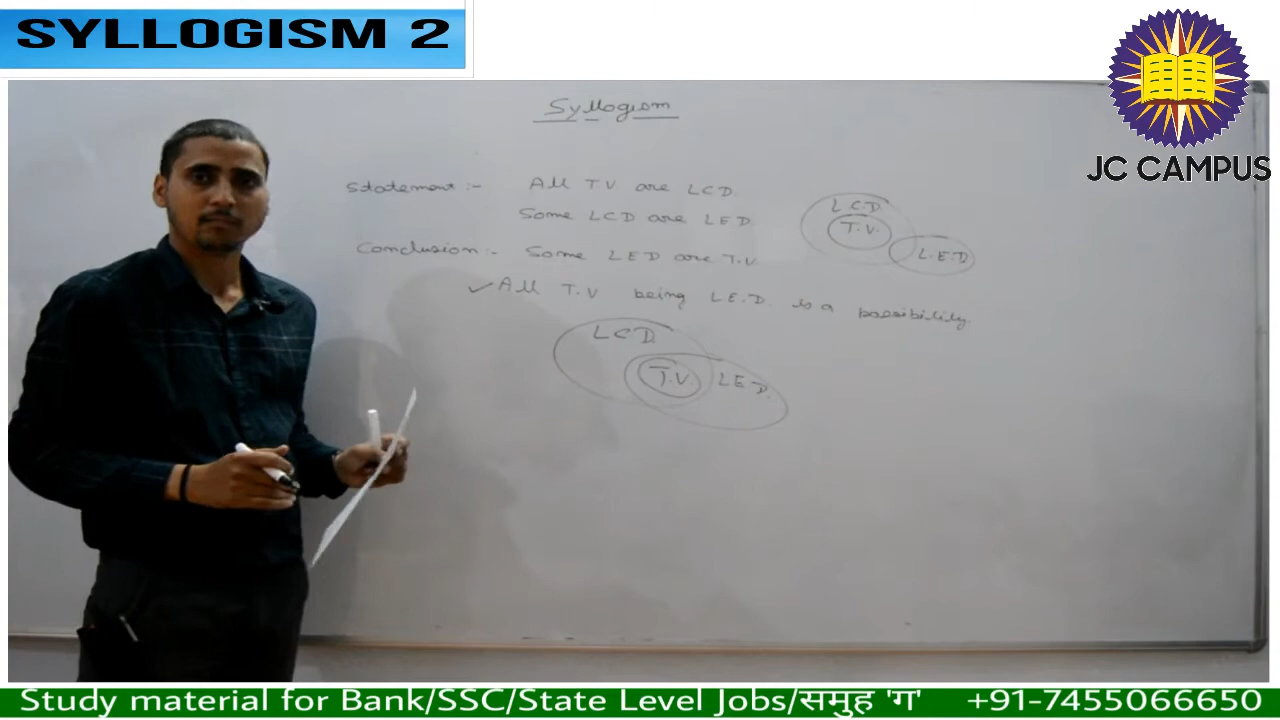 SYLLOGISM 2
JC CAMPUS
Syllogism
Statement :- All T.V are LCD.
Some LCD are LED.
Conclusion :- Some LED are T.V.
✓ All T.V being L.E.D. is a possibility.
LCD
T.V.
L.E.D
LCD
T.V. LED.
Study material for Bank/SSC/State Level Jobs/समुह 'ग' +91-7455066650